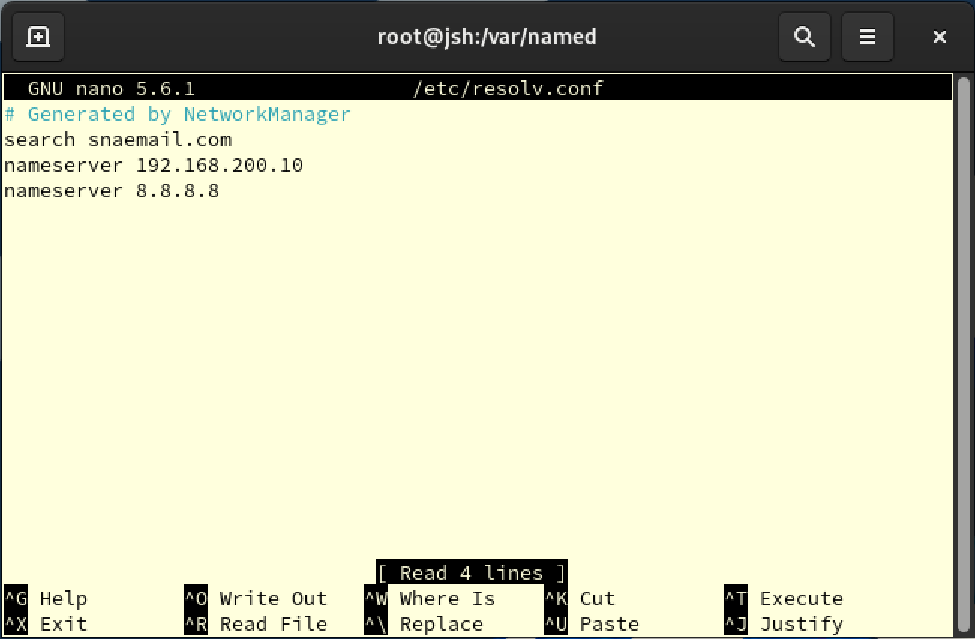 root@jsh:/var/named
GNU nano 5.6.1 /etc/resolv.conf
# Generated by NetworkManager
search snaemail.com
nameserver 192.168.200.10
nameserver 8.8.8.8
[ Read 4 lines ]
^G Help ^O Write Out ^W Where Is ^K Cut ^T Execute
^X Exit ^R Read File ^\ Replace ^U Paste ^J Justify